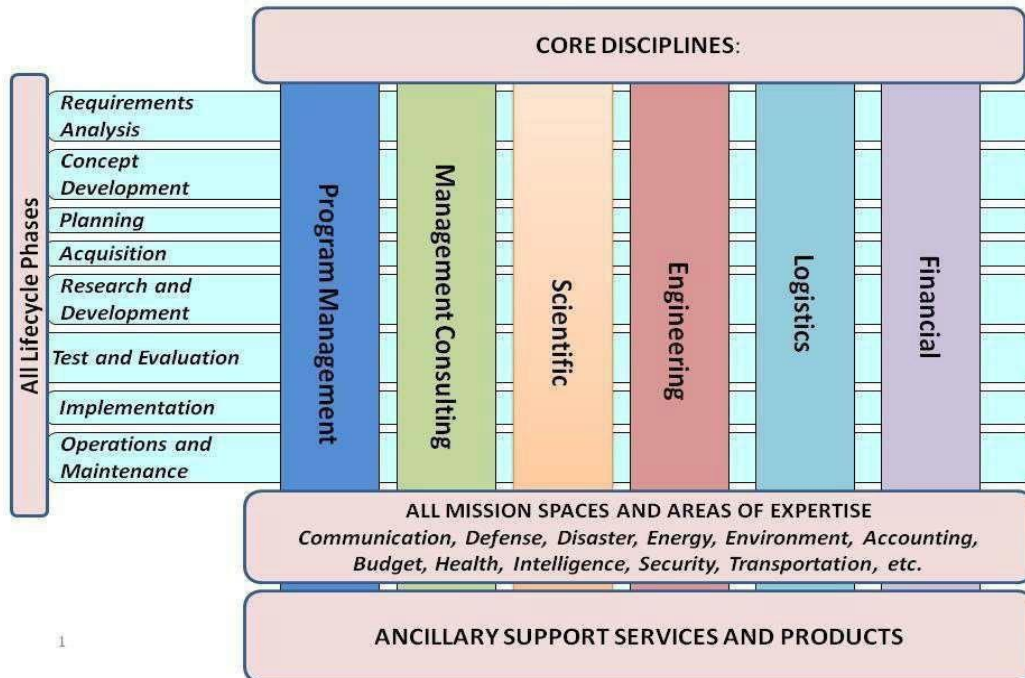 CORE DISCIPLINES:
All Lifecycle Phases
Requirements
Analysis
Concept
Development
Planning
Acquisition
Research and
Development
Test and Evaluation
Implementation
Operations and
Maintenance
Program Management
Management Consulting
Scientific
Engineering
Logistics
Financial
ALL MISSION SPACES AND AREAS OF EXPERTISE
Communication, Defense, Disaster, Energy, Environment, Accounting,
Budget, Health, Intelligence, Security, Transportation, etc.
ANCILLARY SUPPORT SERVICES AND PRODUCTS
1